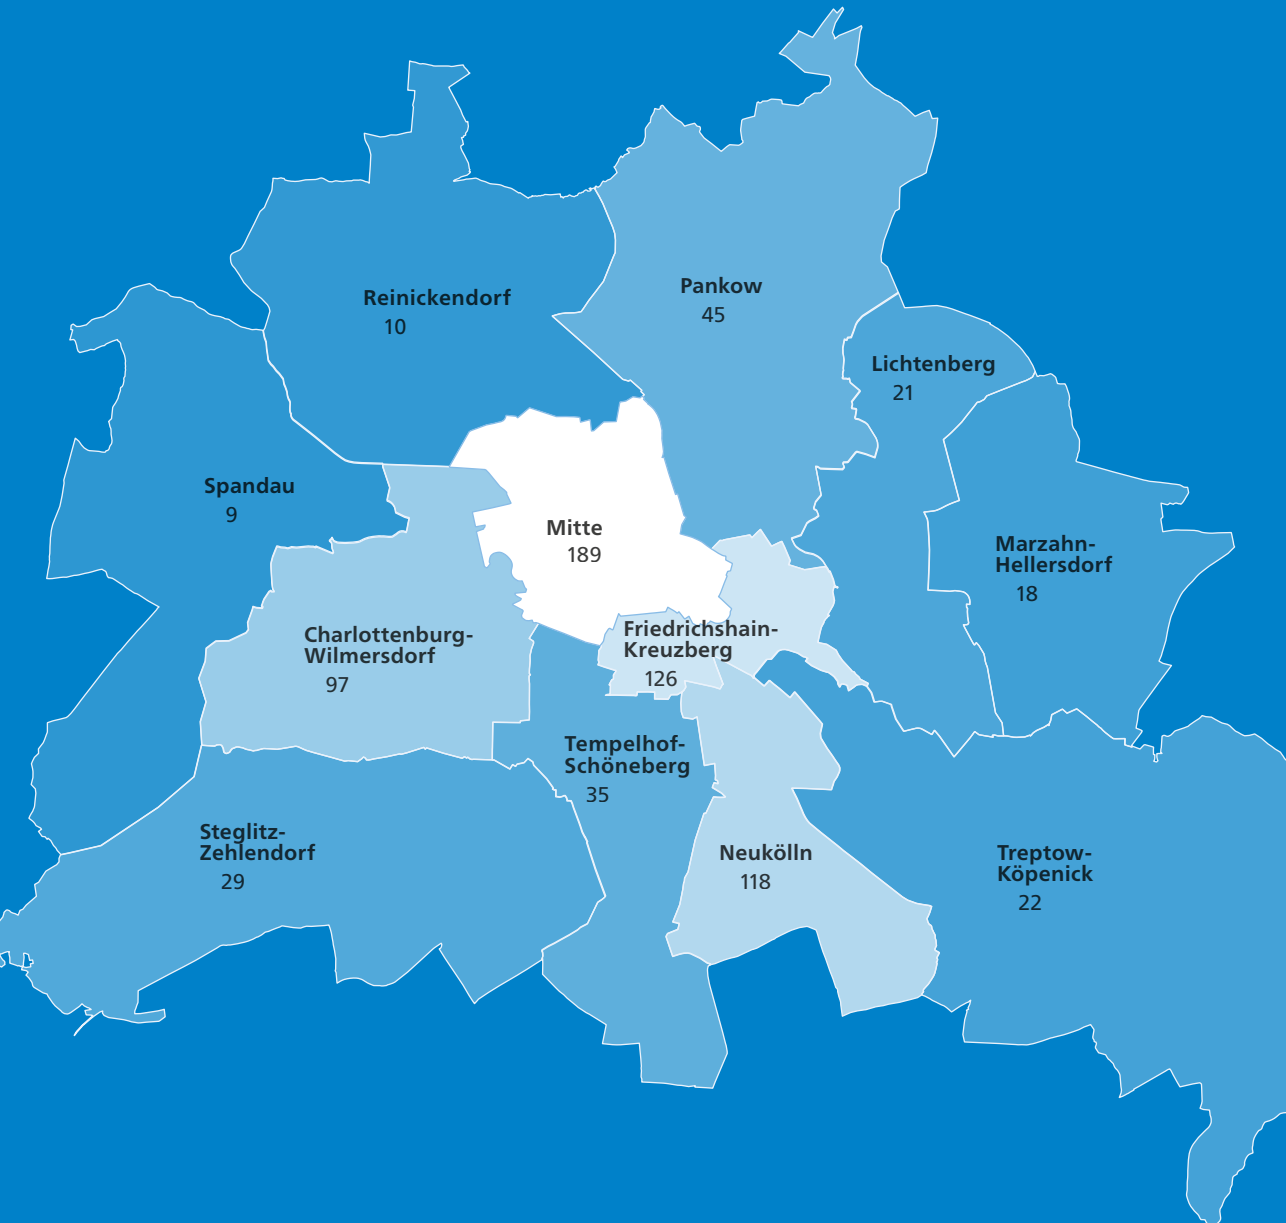 Pankow
45
Reinickendorf
10
Lichtenberg
21
Spandau
9
Mitte
189
Marzahn-
Hellersdorf
18
Charlottenburg-
Wilmersdorf
97
Friedrichshain-
Kreuzberg
126
Tempelhof-
Schöneberg
35
Steglitz-
Zehlendorf
29
Neukölln
118
Treptow-
Köpenick
22